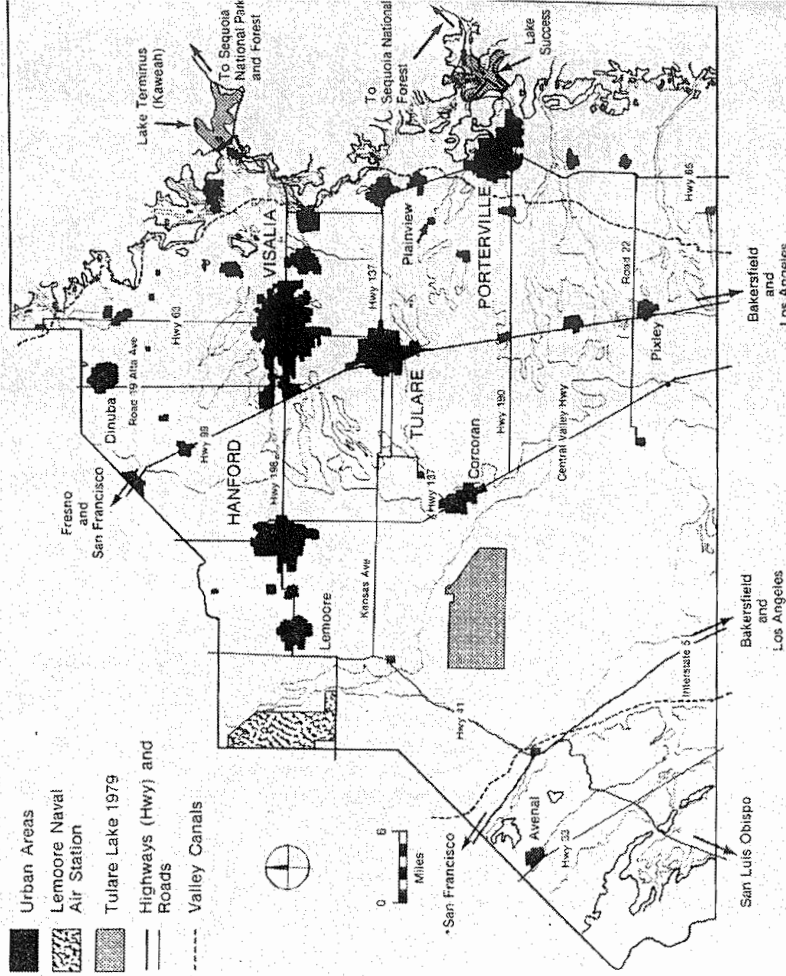 Urban Areas
Lemoore Naval
Air Station
Tulare Lake 1979
Highways (Hwy) and
Roads
Valley Canals
0
6
Miles
Fresno
and
San Francisco
Dinuba
Road 19 Alta Ave
Hwy 63
Hwy 99
Lake Terminus
(Kaweah)
To Sequoia
National Park
and Forest
To
Sequoia National
Forest
Lake
Success
HANFORD
Hwy 198
VISALIA
Lemoore
Kansas Ave
Hwy 137
TULARE
Hwy 137
Plainview
PORTERVILLE
Corcoran
Hwy 190
Central Valley Hwy
Road 22
Hwy 65
Pixley
Hwy 41
Interstate 5
Avenal
Hwy 33
San Francisco
San Luis Obispo
Bakersfield
and
Los Angeles
Bakersfield
and
Los Angeles